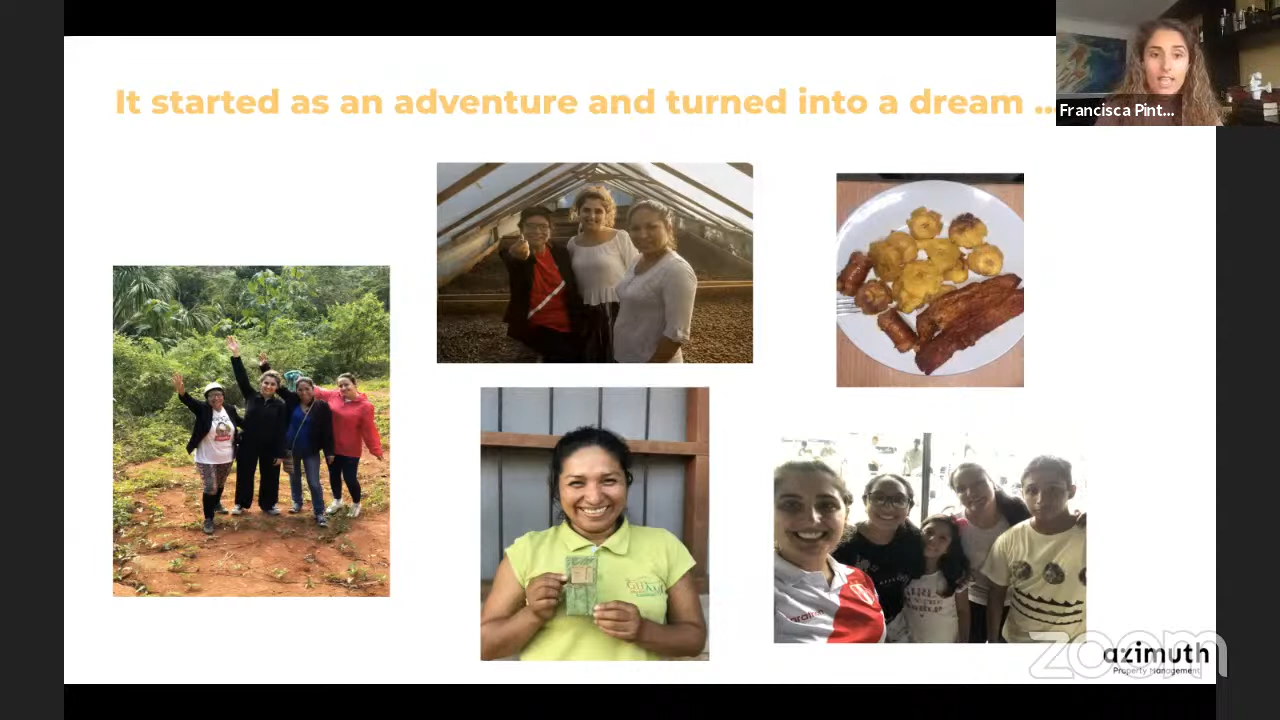 It started as an adventure and turned into a dream ...
Francisca Pint...
zoom
azimuth
Property Management